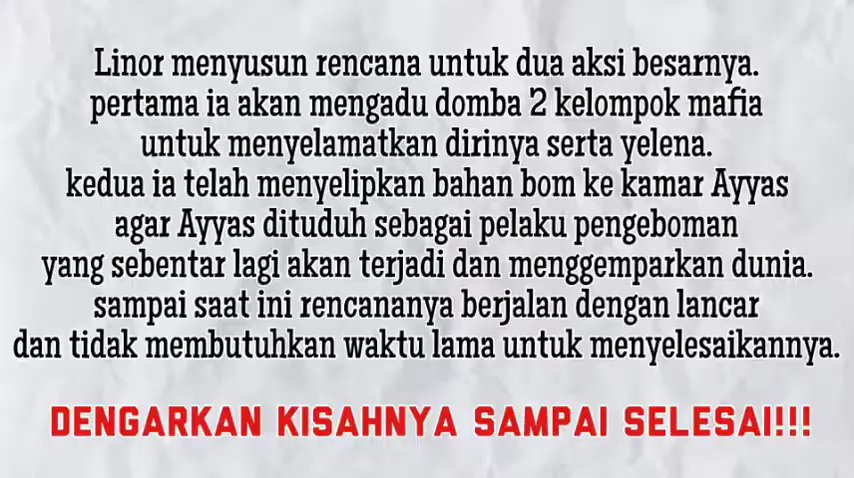 Linor menyusun rencana untuk dua aksi besarnya.
pertama ia akan mengadu domba 2 kelompok mafia
untuk menyelamatkan dirinya serta yelena.
kedua ia telah menyelipkan bahan bom ke kamar Ayyas
agar Ayyas dituduh sebagai pelaku pengeboman
yang sebentar lagi akan terjadi dan menggemparkan dunia.
sampai saat ini rencananya berjalan dengan lancar
dan tidak membutuhkan waktu lama untuk menyelesaikannya.
DENGARKAN KISAHNYA SAMPAI SELESAI!!!